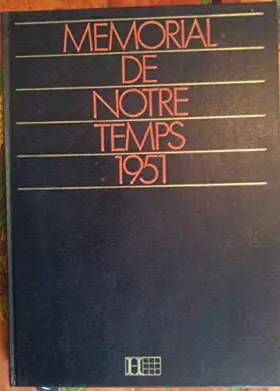 MEMORIAL
DE
NOTRE
TEMPS
1951
H